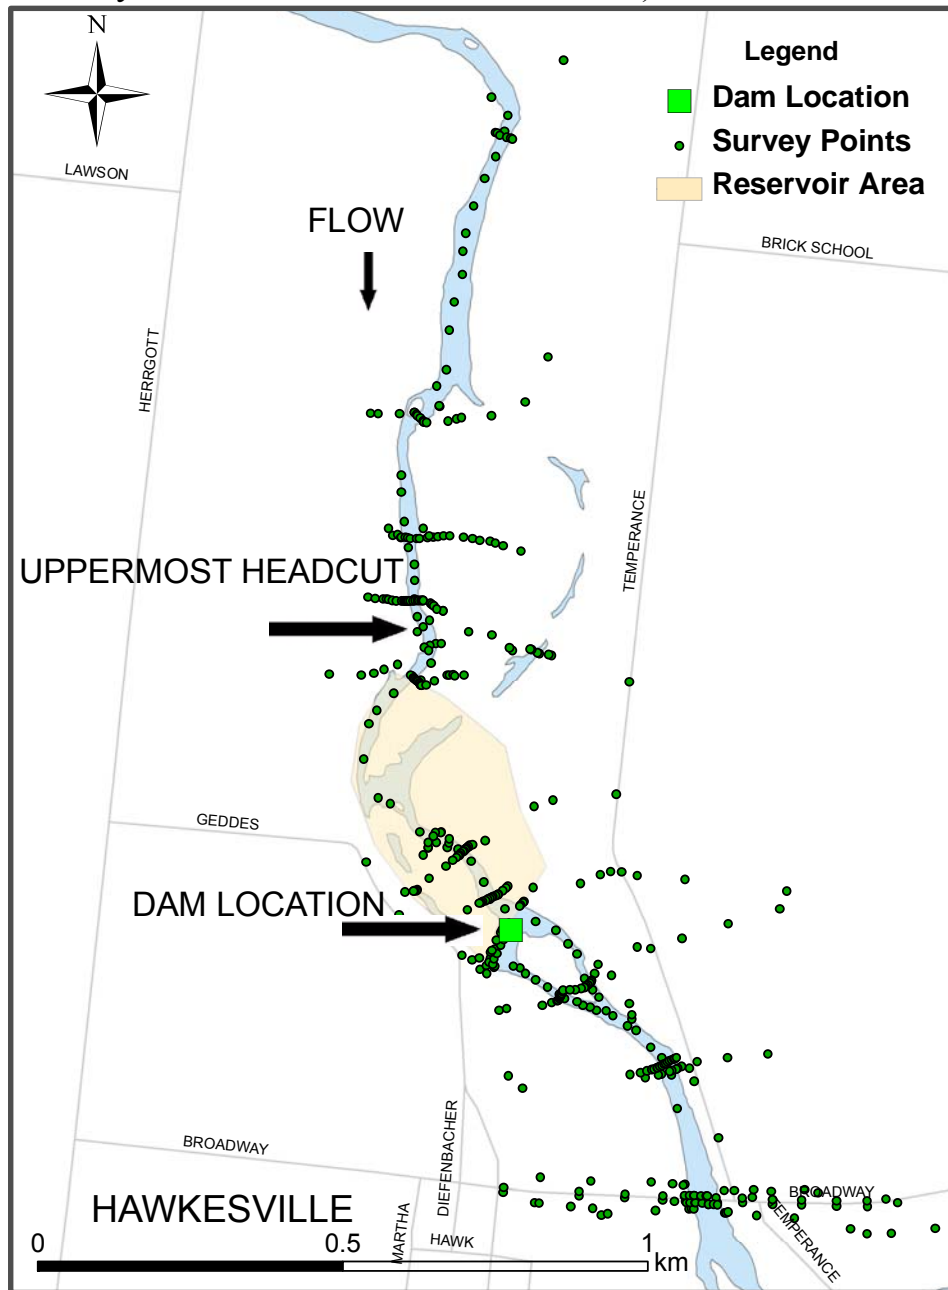 N
Legend
Dam Location
Survey Points
Reservoir Area
LAWSON
FLOW
BRICK SCHOOL
HERRGOTT
TEMPERANCE
UPPERMOST HEADCUT
GEDDES
DAM LOCATION
DIEFENBACHER
BROADWAY
BROADWAY
HAWKESVILLE
MARTHA
HAWK
TEMPERANCE
0 0.5 1
km